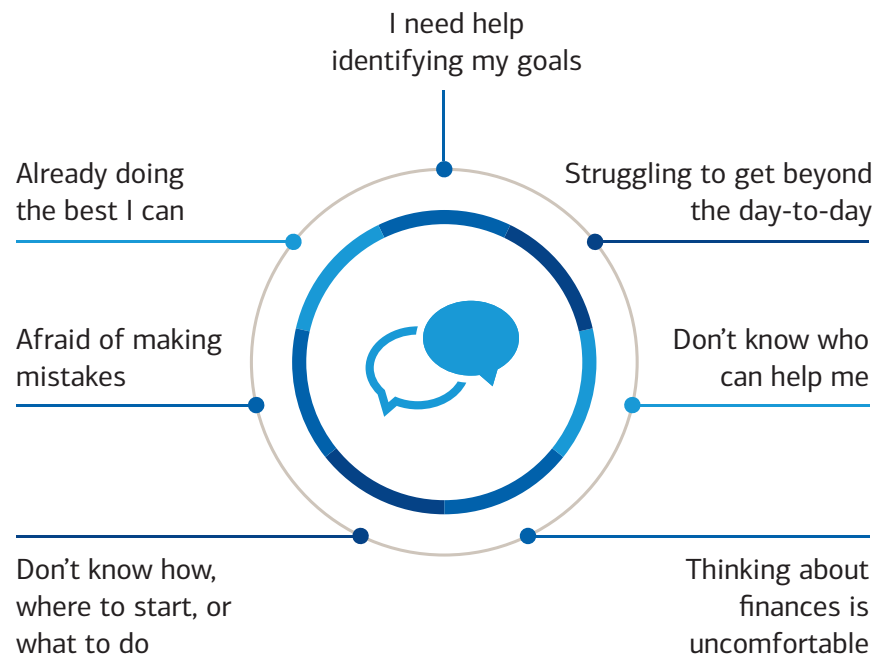 I need help
identifying my goals
Already doing
the best I can
Struggling to get beyond
the day-to-day
Afraid of making
mistakes
Don't know who
can help me
Don't know how,
where to start, or
what to do
Thinking about
finances is
uncomfortable